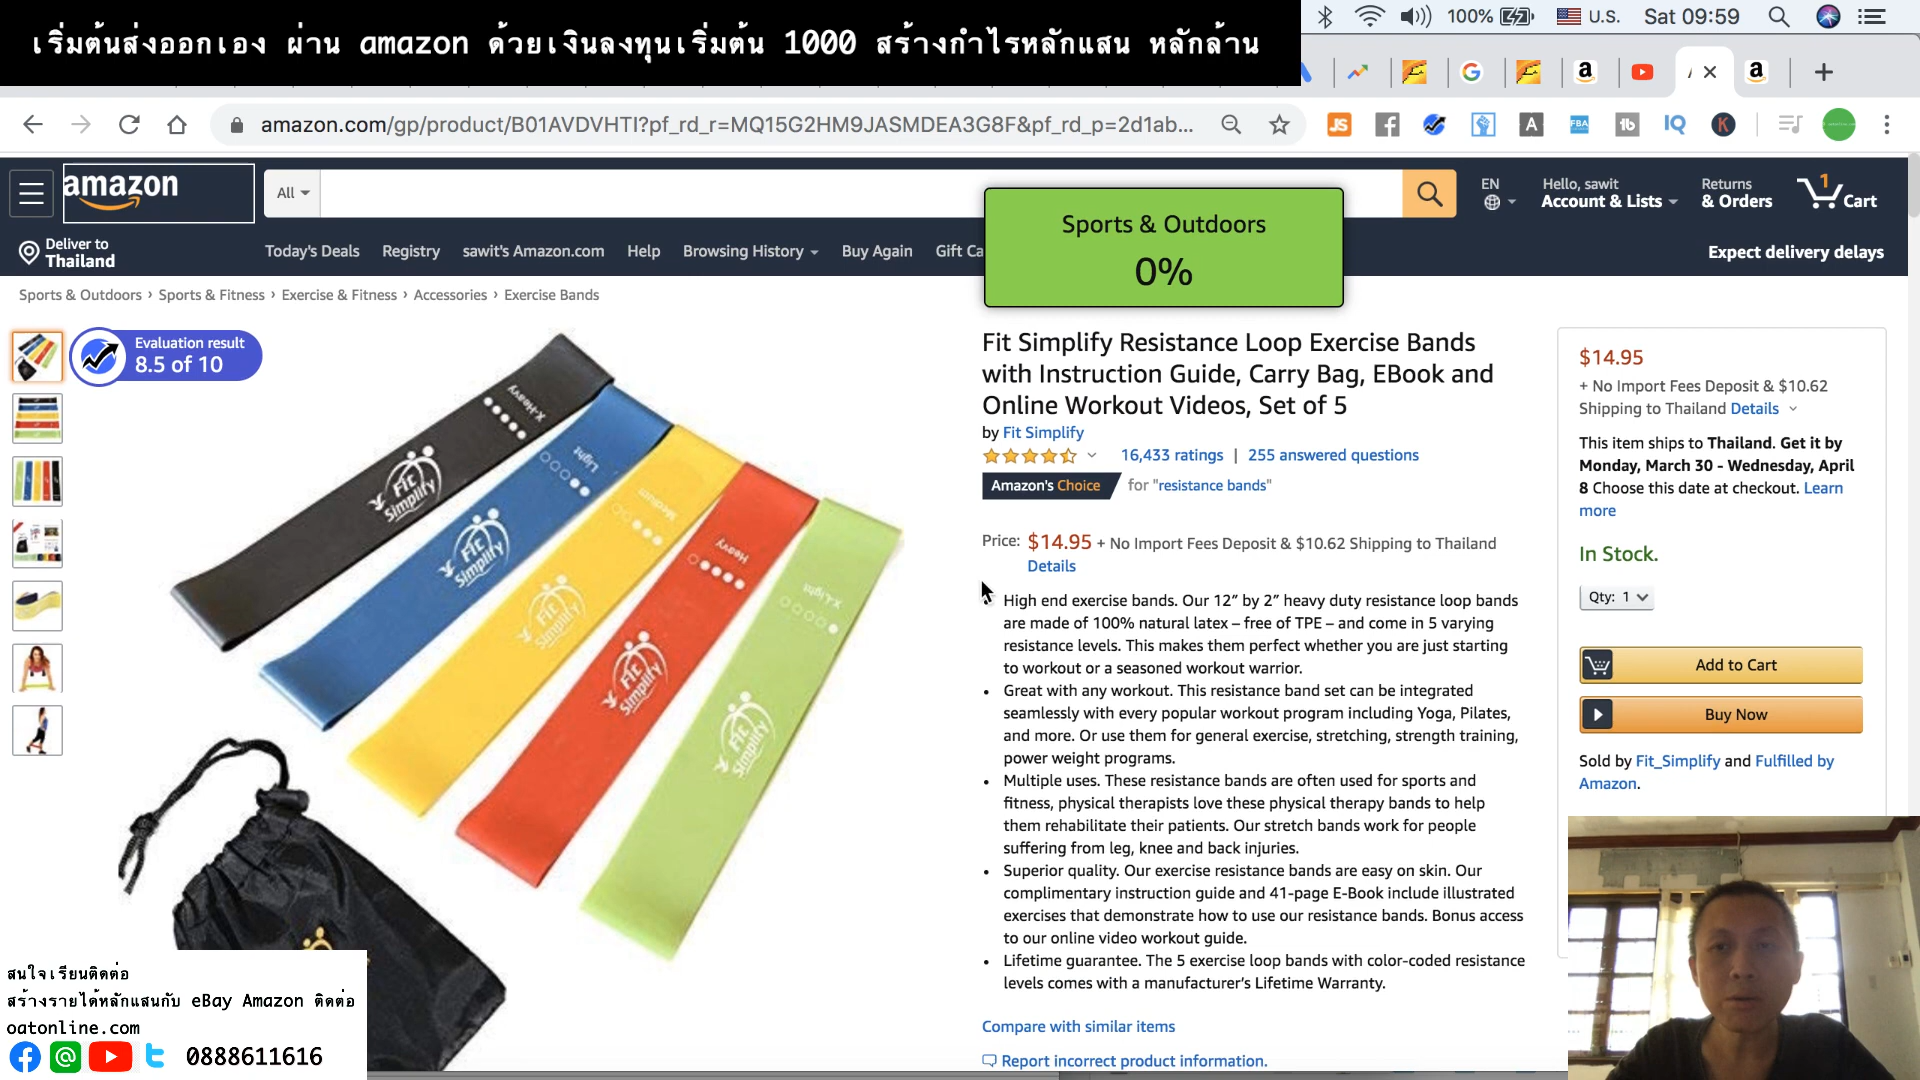 เริ่มต้นส่งออกเอง ผ่าน amazon ด้วยเงินลงทุนเริ่มต้น 1000 สร้างกำไรหลักแสน หลักล้าน
100% U.S. Sat 09:59
amazon.com/gp/product/B01AVDVHTI?pf_rd_r=MQ15G2HM9JASMDEA3G8F&pf_rd_p=2d1ab...
amazon
All
EN
Hello, sawit
Account & Lists
Returns
& Orders
1
Cart
Deliver to
Thailand
Today's Deals Registry sawit's Amazon.com Help Browsing History Buy Again Gift Ca
Expect delivery delays
Sports & Outdoors
0%
Sports & Outdoors › Sports & Fitness › Exercise & Fitness › Accessories › Exercise Bands
Evaluation result
8.5 of 10
X-Heavy
Light
Medium
Heavy
X-Light
Fit Simplify
Fit Simplify
Fit Simplify
Fit Simplify
Fit Simplify
Fit Simplify Resistance Loop Exercise Bands
with Instruction Guide, Carry Bag, EBook and
Online Workout Videos, Set of 5
by Fit Simplify
16,433 ratings | 255 answered questions
Amazon's Choice for "resistance bands"
Price: $14.95 + No Import Fees Deposit & $10.62 Shipping to Thailand
Details
High end exercise bands. Our 12” by 2” heavy duty resistance loop bands
are made of 100% natural latex – free of TPE – and come in 5 varying
resistance levels. This makes them perfect whether you are just starting
to workout or a seasoned workout warrior.
• Great with any workout. This resistance band set can be integrated
seamlessly with every popular workout program including Yoga, Pilates,
and more. Or use them for general exercise, stretching, strength training,
power weight programs.
• Multiple uses. These resistance bands are often used for sports and
fitness, physical therapists love these physical therapy bands to help
them rehabilitate their patients. Our stretch bands work for people
suffering from leg, knee and back injuries.
• Superior quality. Our exercise resistance bands are easy on skin. Our
complimentary instruction guide and 41-page E-Book include illustrated
exercises that demonstrate how to use our resistance bands. Bonus access
to our online video workout guide.
• Lifetime guarantee. The 5 exercise loop bands with color-coded resistance
levels comes with a manufacturer’s Lifetime Warranty.
Compare with similar items
Report incorrect product information.
$14.95
+ No Import Fees Deposit & $10.62
Shipping to Thailand Details
This item ships to Thailand. Get it by
Monday, March 30 - Wednesday, April
8 Choose this date at checkout. Learn
more
In Stock.
Qty: 1
Add to Cart
Buy Now
Sold by Fit_Simplify and Fulfilled by
Amazon.
สนใจเรียนติดต่อ
สร้างรายได้หลักแสนกับ eBay Amazon ติดต่อ
oatonline.com
0888611616